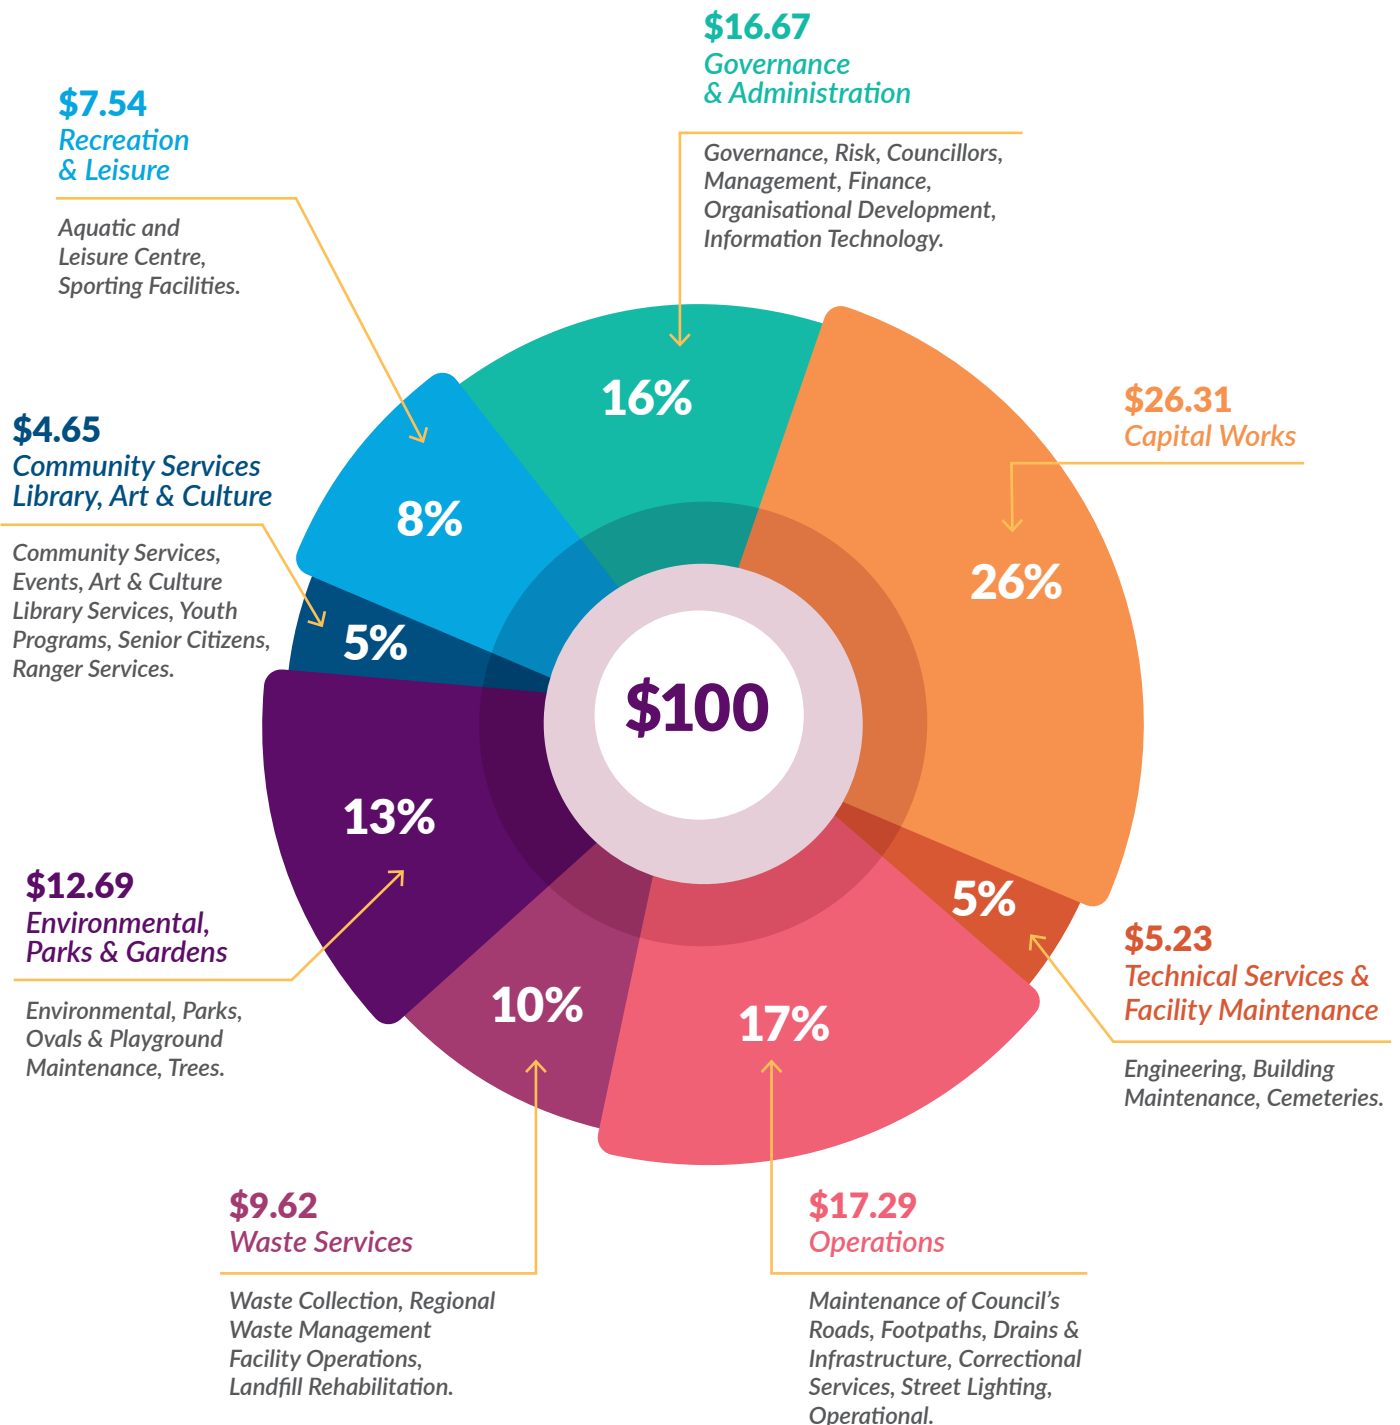 $16.67
Governance
& Administration
Governance, Risk, Councillors,
Management, Finance,
Organisational Development,
Information Technology.
$7.54
Recreation
& Leisure
Aquatic and
Leisure Centre,
Sporting Facilities.
$26.31
Capital Works
$4.65
Community Services
Library, Art & Culture
Community Services,
Events, Art & Culture
Library Services, Youth
Programs, Senior Citizens,
Ranger Services.
16%
8%
26%
5%
$100
13%
5%
10%
17%
$12.69
Environmental,
Parks & Gardens
Environmental, Parks,
Ovals & Playground
Maintenance, Trees.
$5.23
Technical Services &
Facility Maintenance
Engineering, Building
Maintenance, Cemeteries.
$9.62
Waste Services
Waste Collection, Regional
Waste Management
Facility Operations,
Landfill Rehabilitation.
$17.29
Operations
Maintenance of Council’s
Roads, Footpaths, Drains &
Infrastructure, Correctional
Services, Street Lighting,
Operational.